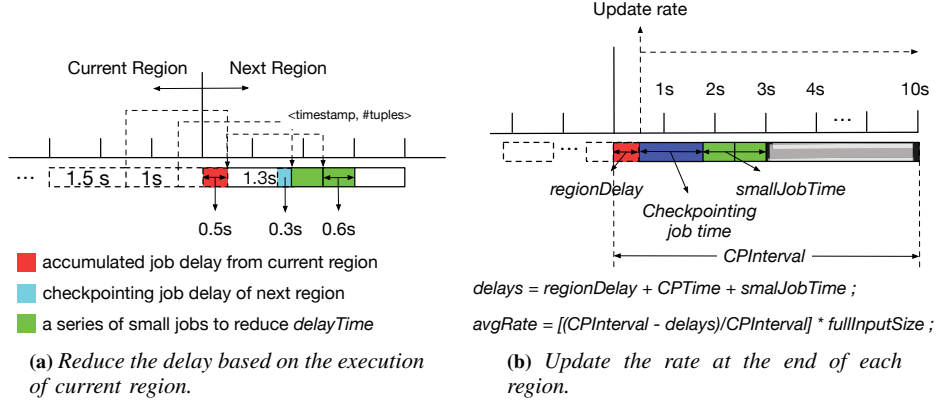 Current Region
Next Region
<timestamp, #tuples>
...
1.5 s
1s
1.3s
0.5s
0.3s
0.6s
accumulated job delay from current region
checkpointing job delay of next region
a series of small jobs to reduce delayTime
(a) Reduce the delay based on the execution
of current region.
Update rate
1s
2s
3s
4s
10s
...
...
regionDelay
smallJobTime
Checkpointing
job time
CPInterval
delays = regionDelay + CPTime + smalJobTime ;
avgRate = [(CPInterval - delays)/CPInterval] * fullInputSize ;
(b) Update the rate at the end of each
region.